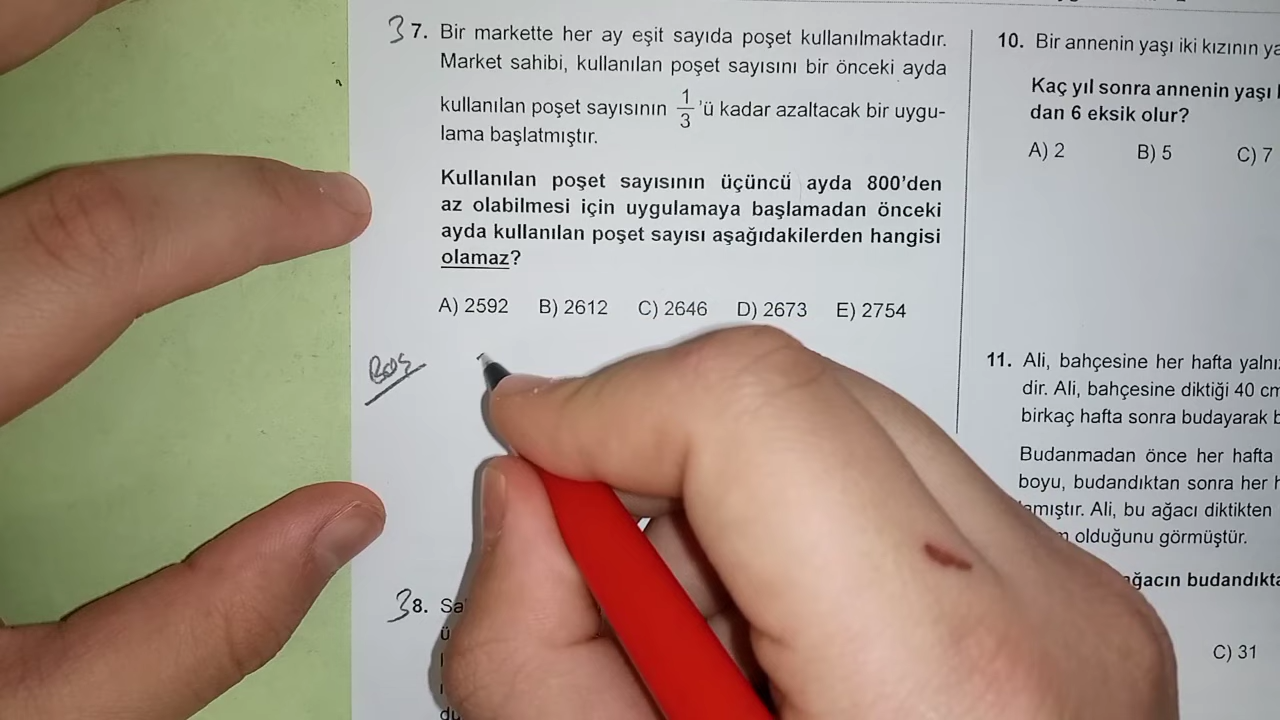 37. Bir markette her ay eşit sayıda poşet kullanılmaktadır.
Market sahibi, kullanılan poşet sayısını bir önceki ayda
kullanılan poşet sayısının 1/3 'ü kadar azaltacak bir uygu-
lama başlatmıştır.
Kullanılan poşet sayısının üçüncü ayda 800'den
az olabilmesi için uygulamaya başlamadan önceki
ayda kullanılan poşet sayısı aşağıdakilerden hangisi
olamaz?
A) 2592 B) 2612 C) 2646 D) 2673 E) 2754
Boş
38. Sa
ü
10. Bir annenin yaşı iki kızının
Kaç yıl sonra annenin yaşı
dan 6 eksik olur?
A) 2 B) 5 C) 7
11. Ali, bahçesine her hafta
dir. Ali, bahçesine diktiği 40
birkaç hafta sonra budayarak
Budanmadan önce her hafta
boyu, budandıktan sonra her
mıştır. Ali, bu ağacı diktikten
olduğunu görmüştür.
ağacın
C) 31